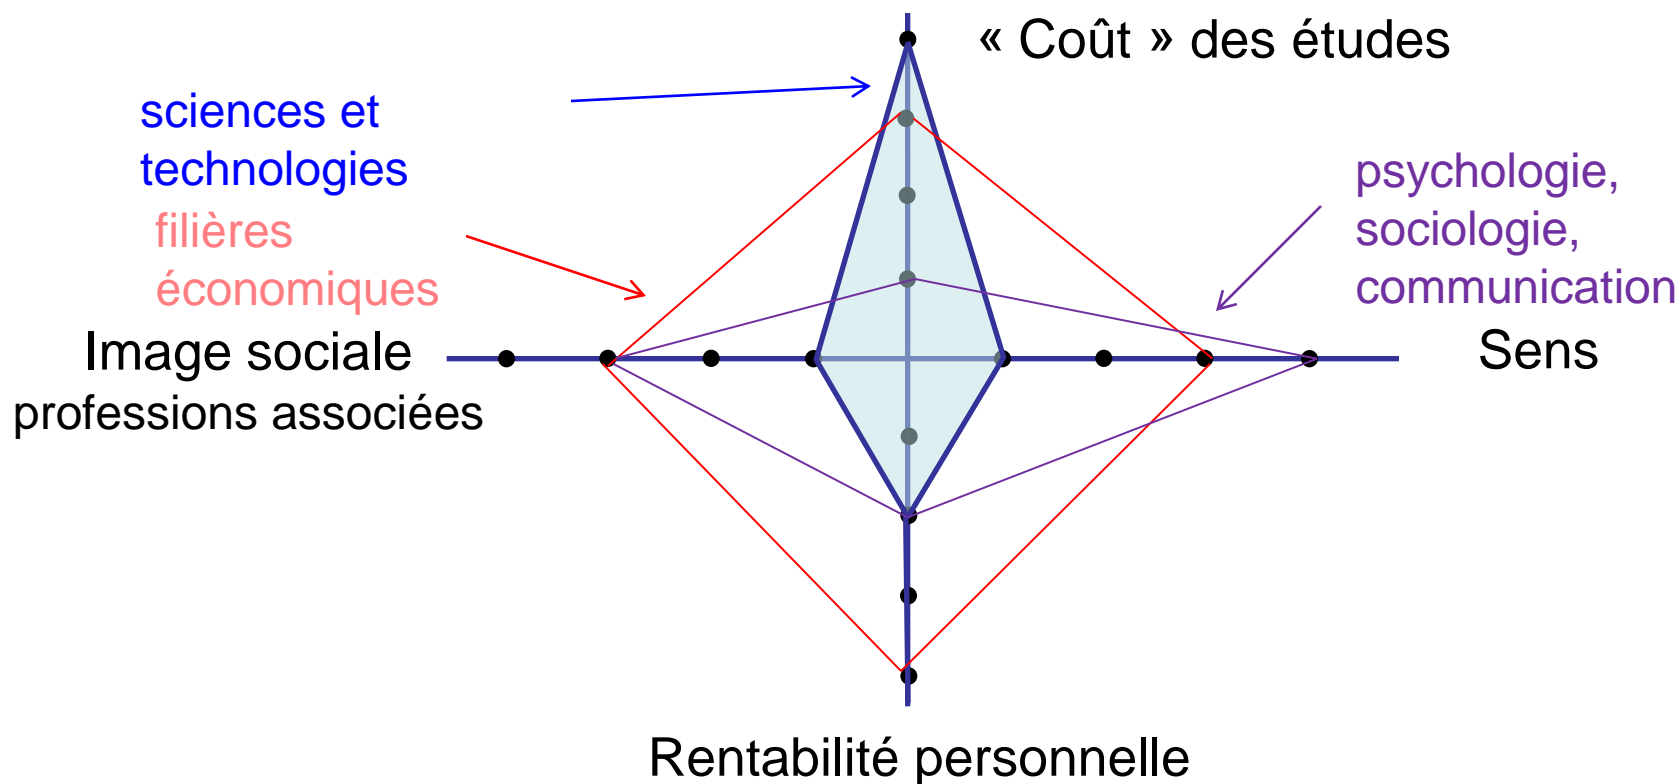 « Coût » des études
sciences et
technologies
filières
économiques
psychologie,
sociologie,
communication
Image sociale
professions associées
Sens
Rentabilité personnelle